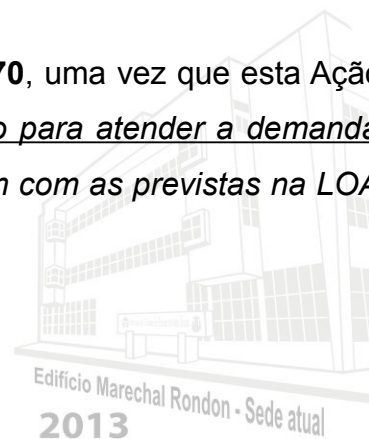 70, uma vez que esta Ação
o para atender a demanda
m com as previstas na LOA
Edifício Marechal Rondon - Sede atual
2013